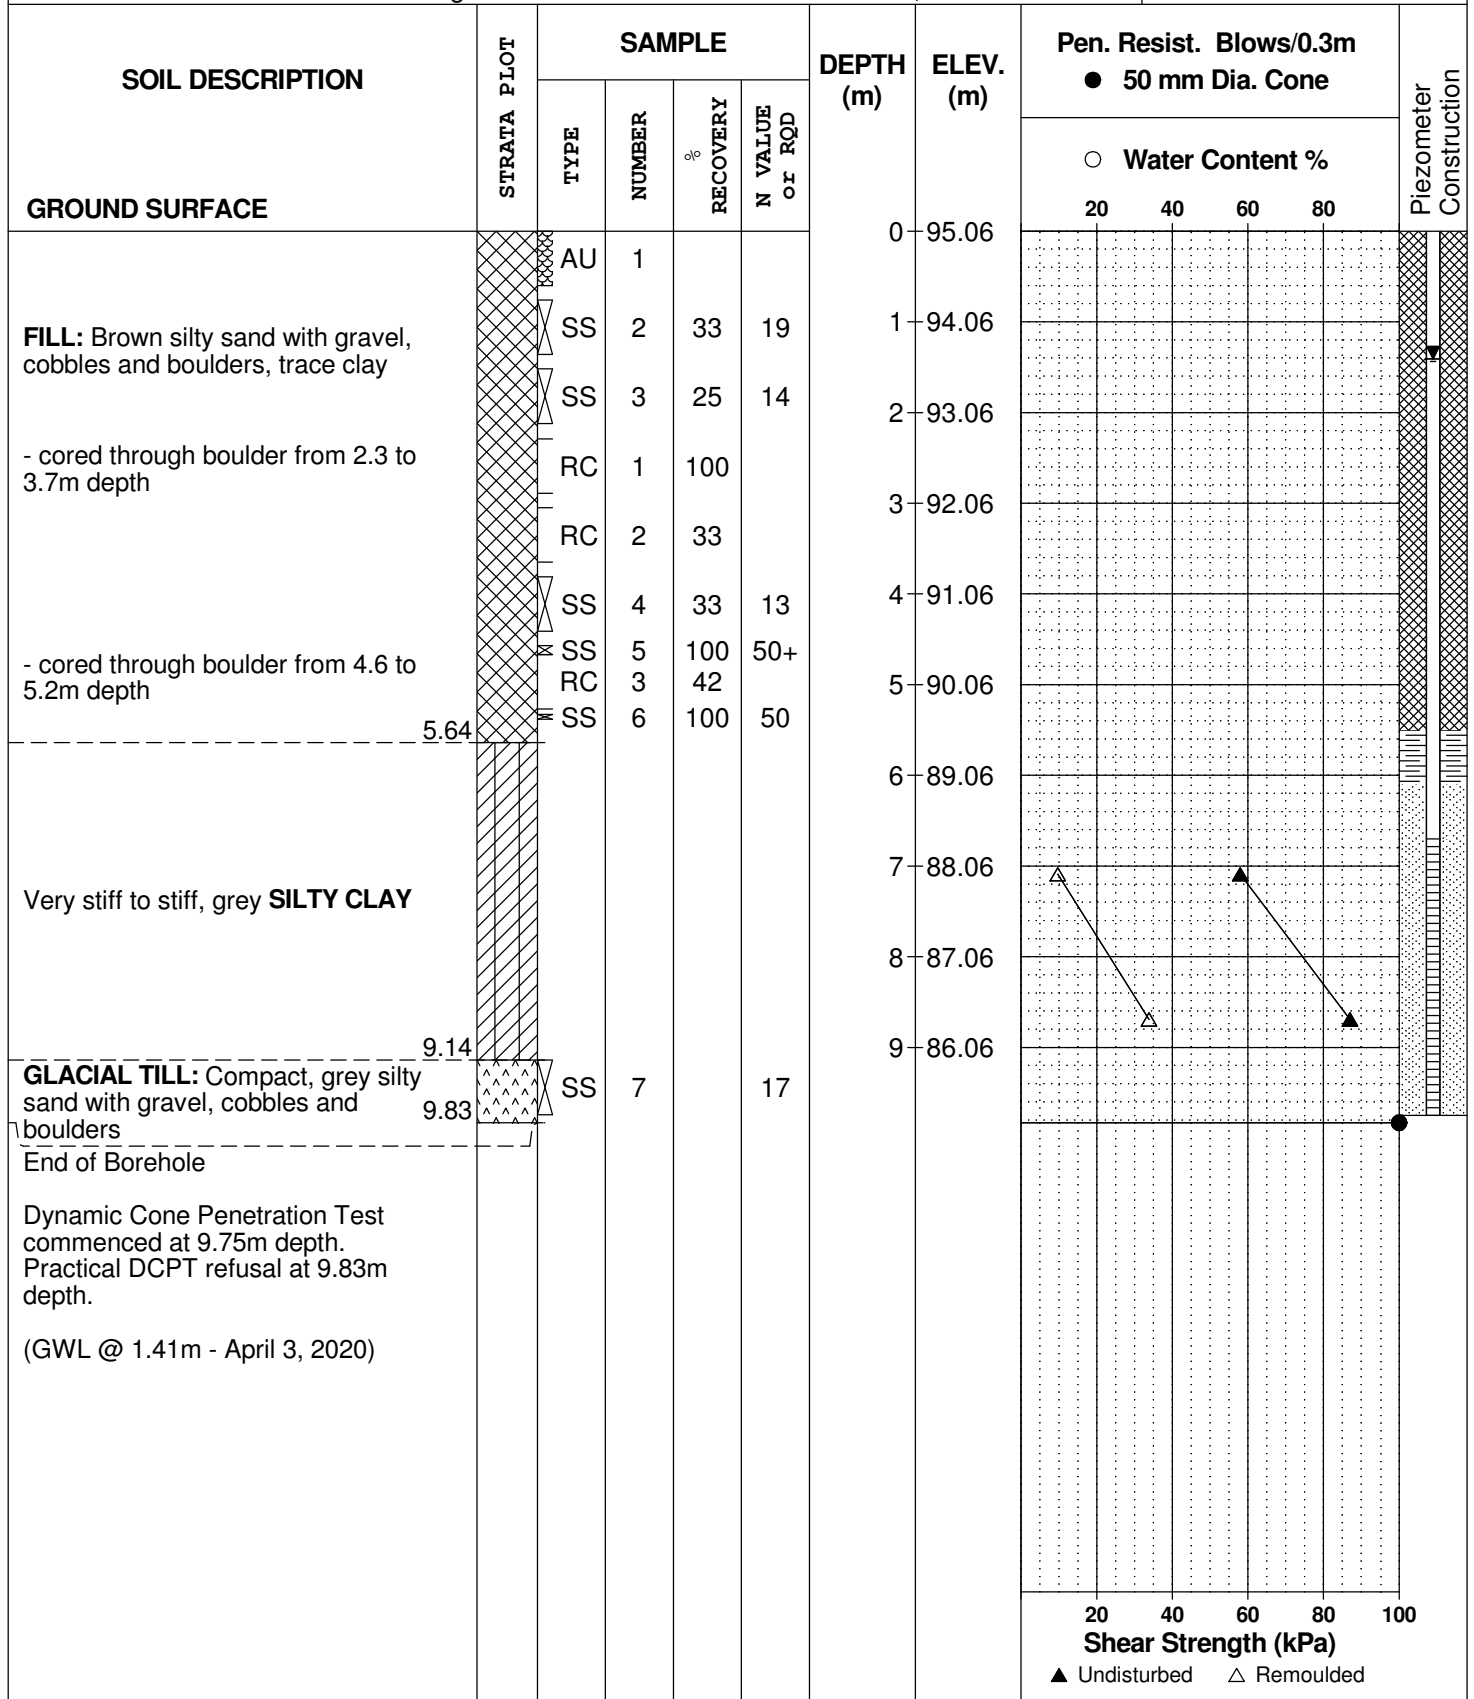 SOIL DESCRIPTION
GROUND SURFACE
STRATA PLOT
SAMPLE
TYPE
NUMBER
% RECOVERY
N VALUE or RQD
DEPTH (m)
ELEV. (m)
Pen. Resist. Blows/0.3m
● 50 mm Dia. Cone
○ Water Content %
20 40 60 80
Piezometer Construction
0 95.06
AU 1
FILL: Brown silty sand with gravel,
cobbles and boulders, trace clay
SS 2 33 19
1 94.06
SS 3 25 14
2 93.06
- cored through boulder from 2.3 to
3.7m depth
RC 1 100
3 92.06
RC 2 33
SS 4 33 13
4 91.06
- cored through boulder from 4.6 to
5.2m depth
SS 5 100 50+
RC 3 42
5 90.06
SS 6 100 50
5.64
6 89.06
7 88.06
Very stiff to stiff, grey SILTY CLAY
8 87.06
9.14
9 86.06
GLACIAL TILL: Compact, grey silty
sand with gravel, cobbles and
boulders
9.83
SS 7 17
End of Borehole
Dynamic Cone Penetration Test
commenced at 9.75m depth.
Practical DCPT refusal at 9.83m
depth.
(GWL @ 1.41m - April 3, 2020)
20 40 60 80 100
Shear Strength (kPa)
▲ Undisturbed △ Remoulded